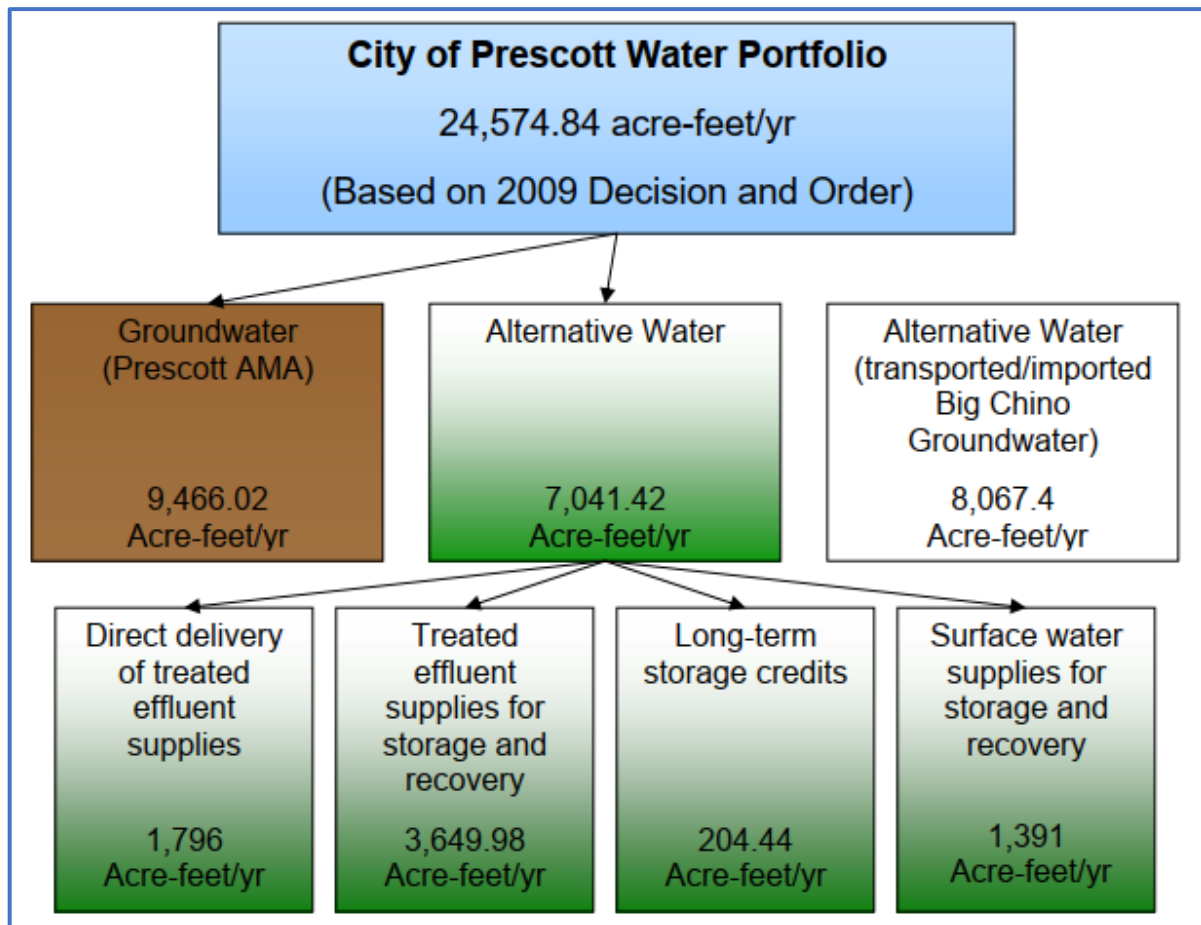 City of Prescott Water Portfolio
24,574.84 acre-feet/yr
(Based on 2009 Decision and Order)
Groundwater
(Prescott AMA)
9,466.02
Acre-feet/yr
Alternative Water
7,041.42
Acre-feet/yr
Alternative Water
(transported/imported
Big Chino
Groundwater)
8,067.4
Acre-feet/yr
Direct delivery
of treated
effluent
supplies
1,796
Acre-feet/yr
Treated
effluent
supplies for
storage and
recovery
3,649.98
Acre-feet/yr
Long-term
storage credits
204.44
Acre-feet/yr
Surface water
supplies for
storage and
recovery
1,391
Acre-feet/yr